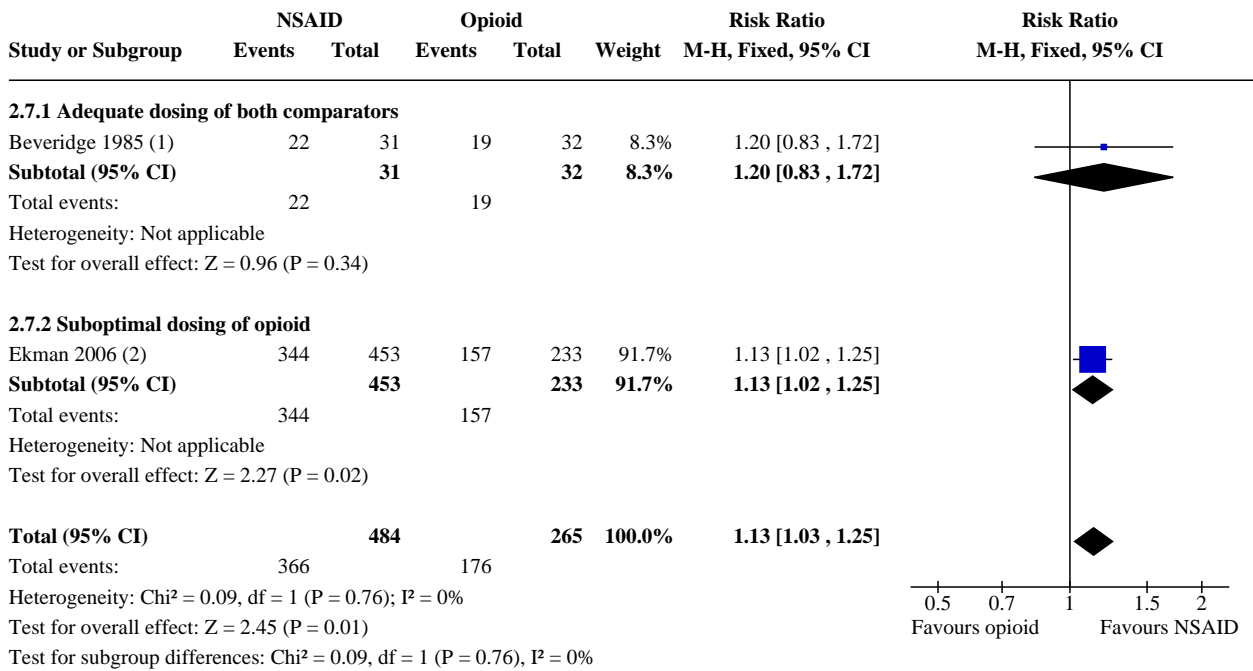 NSAID Opioid Risk Ratio Risk Ratio
Study or Subgroup Events Total Events Total Weight M-H, Fixed, 95% CI M-H, Fixed, 95% CI
2.7.1 Adequate dosing of both comparators
Beveridge 1985 (1) 22 31 19 32 8.3% 1.20 [0.83 , 1.72]
Subtotal (95% CI) 31 32 8.3% 1.20 [0.83 , 1.72]
Total events: 22 19
Heterogeneity: Not applicable
Test for overall effect: Z = 0.96 (P = 0.34)
2.7.2 Suboptimal dosing of opioid
Ekman 2006 (2) 344 453 157 233 91.7% 1.13 [1.02 , 1.25]
Subtotal (95% CI) 453 233 91.7% 1.13 [1.02 , 1.25]
Total events: 344 157
Heterogeneity: Not applicable
Test for overall effect: Z = 2.27 (P = 0.02)
Total (95% CI) 484 265 100.0% 1.13 [1.03 , 1.25]
Total events: 366 176
Heterogeneity: Chi² = 0.09, df = 1 (P = 0.76); I² = 0% 0.5 0.7 1 1.5 2
Test for overall effect: Z = 2.45 (P = 0.01) Favours opioid Favours NSAID
Test for subgroup differences: Chi² = 0.09, df = 1 (P = 0.76), I² = 0%